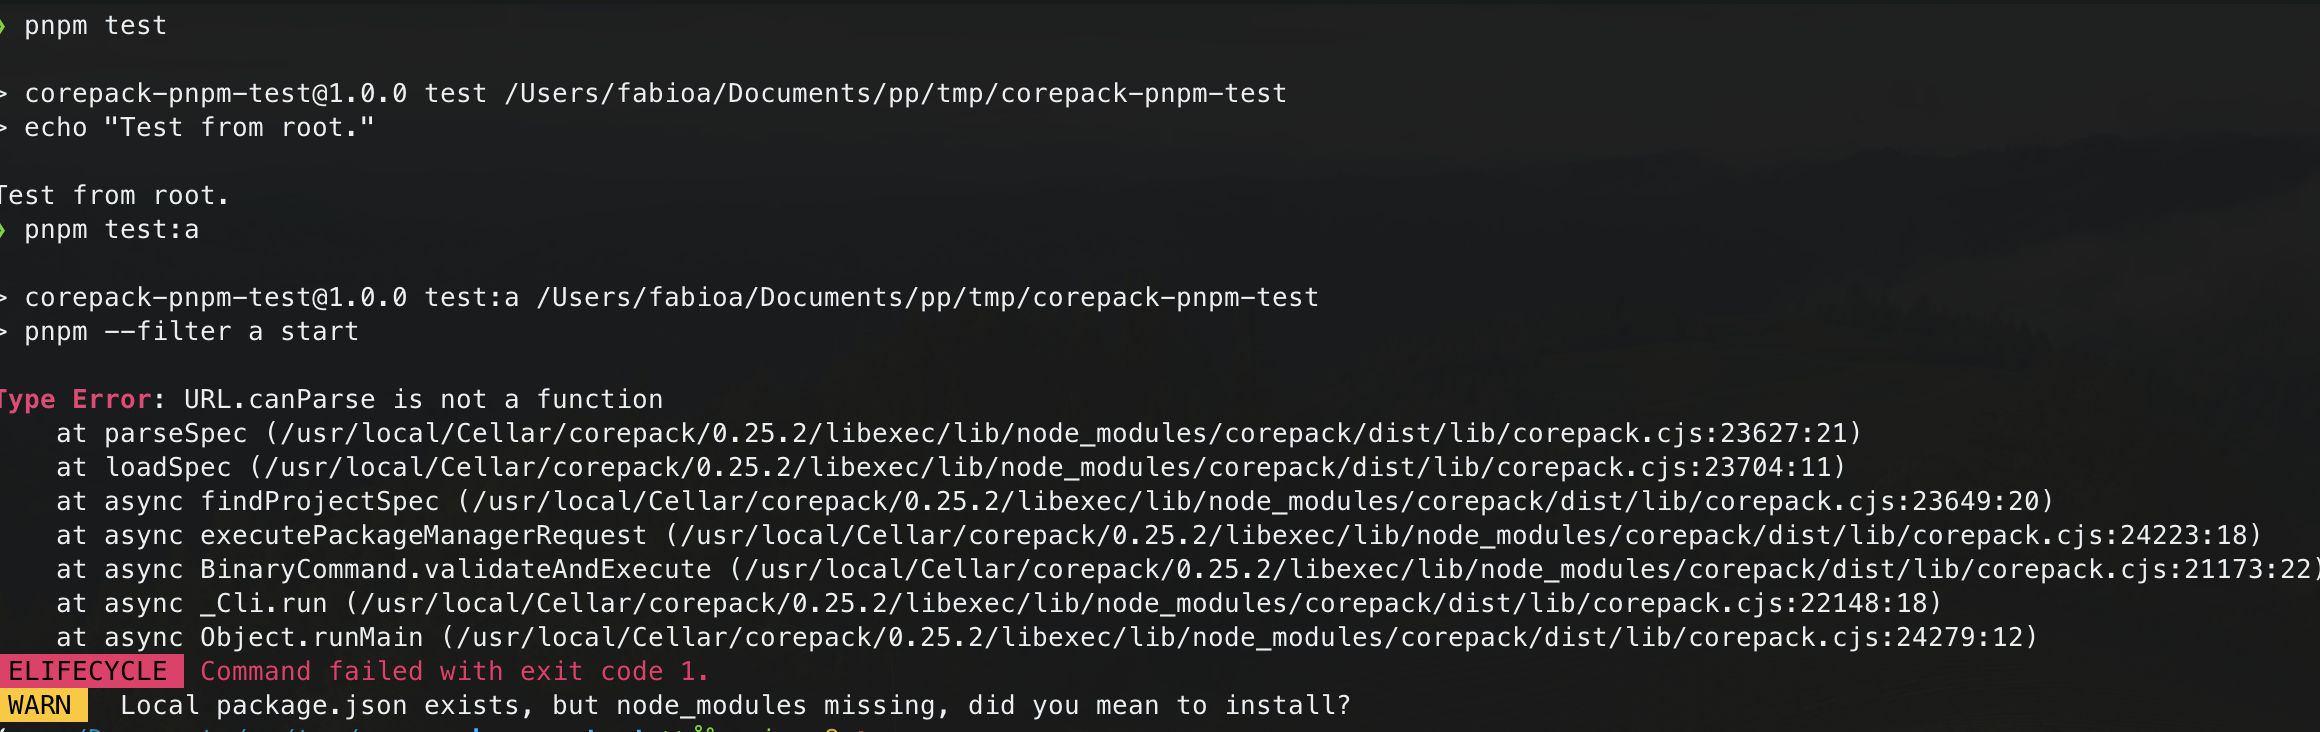 ❯ pnpm test
> corepack-pnpm-test@1.0.0 test /Users/fabioa/Documents/pp/tmp/corepack-pnpm-test
> echo "Test from root."
Test from root.
❯ pnpm test:a
> corepack-pnpm-test@1.0.0 test:a /Users/fabioa/Documents/pp/tmp/corepack-pnpm-test
> pnpm --filter a start
Type Error: URL.canParse is not a function
    at parseSpec (/usr/local/Cellar/corepack/0.25.2/libexec/lib/node_modules/corepack/dist/lib/corepack.cjs:23627:21)
    at loadSpec (/usr/local/Cellar/corepack/0.25.2/libexec/lib/node_modules/corepack/dist/lib/corepack.cjs:23704:11)
    at async findProjectSpec (/usr/local/Cellar/corepack/0.25.2/libexec/lib/node_modules/corepack/dist/lib/corepack.cjs:23649:20)
    at async executePackageManagerRequest (/usr/local/Cellar/corepack/0.25.2/libexec/lib/node_modules/corepack/dist/lib/corepack.cjs:24223:18)
    at async BinaryCommand.validateAndExecute (/usr/local/Cellar/corepack/0.25.2/libexec/lib/node_modules/corepack/dist/lib/corepack.cjs:21173:22)
    at async _Cli.run (/usr/local/Cellar/corepack/0.25.2/libexec/lib/node_modules/corepack/dist/lib/corepack.cjs:22148:18)
    at async Object.runMain (/usr/local/Cellar/corepack/0.25.2/libexec/lib/node_modules/corepack/dist/lib/corepack.cjs:24279:12)
ELIFECYCLE Command failed with exit code 1.
WARN Local package.json exists, but node_modules missing, did you mean to install?